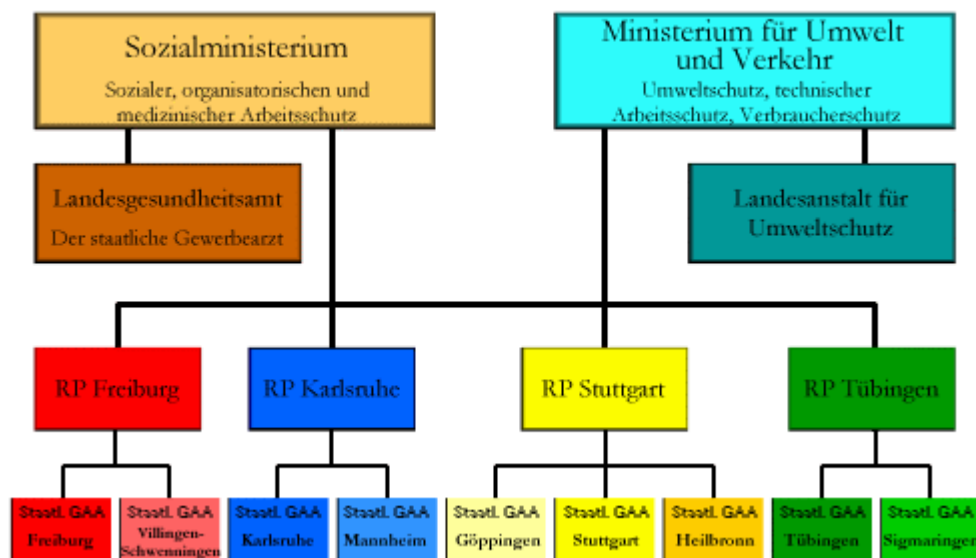 Sozialministerium
Sozialer, organisatorischen und
medizinischer Arbeitsschutz
Ministerium für Umwelt
und Verkehr
Umweltschutz, technischer
Arbeitsschutz, Verbraucherschutz
Landesgesundheitsamt
Der staatliche Gewerbearzt
Landesanstalt für
Umweltschutz
RP Freiburg
RP Karlsruhe
RP Stuttgart
RP Tübingen
Staatl. GAA
Freiburg
Staatl. GAA
Villingen-
Schwenningen
Staatl. GAA
Karlsruhe
Staatl. GAA
Mannheim
Staatl. GAA
Göppingen
Staatl. GAA
Stuttgart
Staatl. GAA
Heilbronn
Staatl. GAA
Tübingen
Staatl. GAA
Sigmaringen